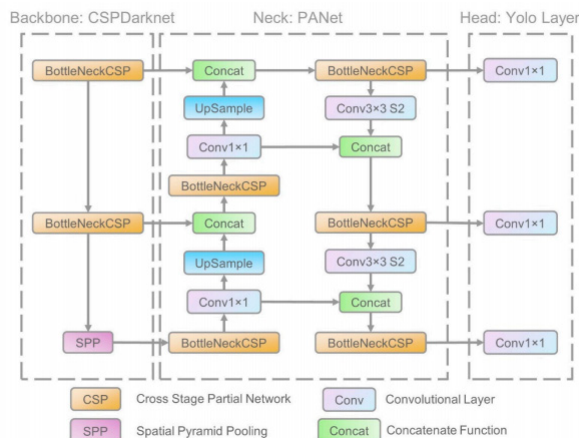 Backbone: CSPDarknet Neck: PANet Head: Yolo Layer
BottleNeckCSP Concat BottleNeckCSP Conv1×1
UpSample Conv3×3 S2
Conv1×1 Concat
BottleNeckCSP
BottleNeckCSP Concat BottleNeckCSP Conv1×1
UpSample Conv3×3 S2
Conv1×1 Concat
SPP BottleNeckCSP BottleNeckCSP Conv1×1
CSP Cross Stage Partial Network Conv Convolutional Layer
SPP Spatial Pyramid Pooling Concat Concatenate Function